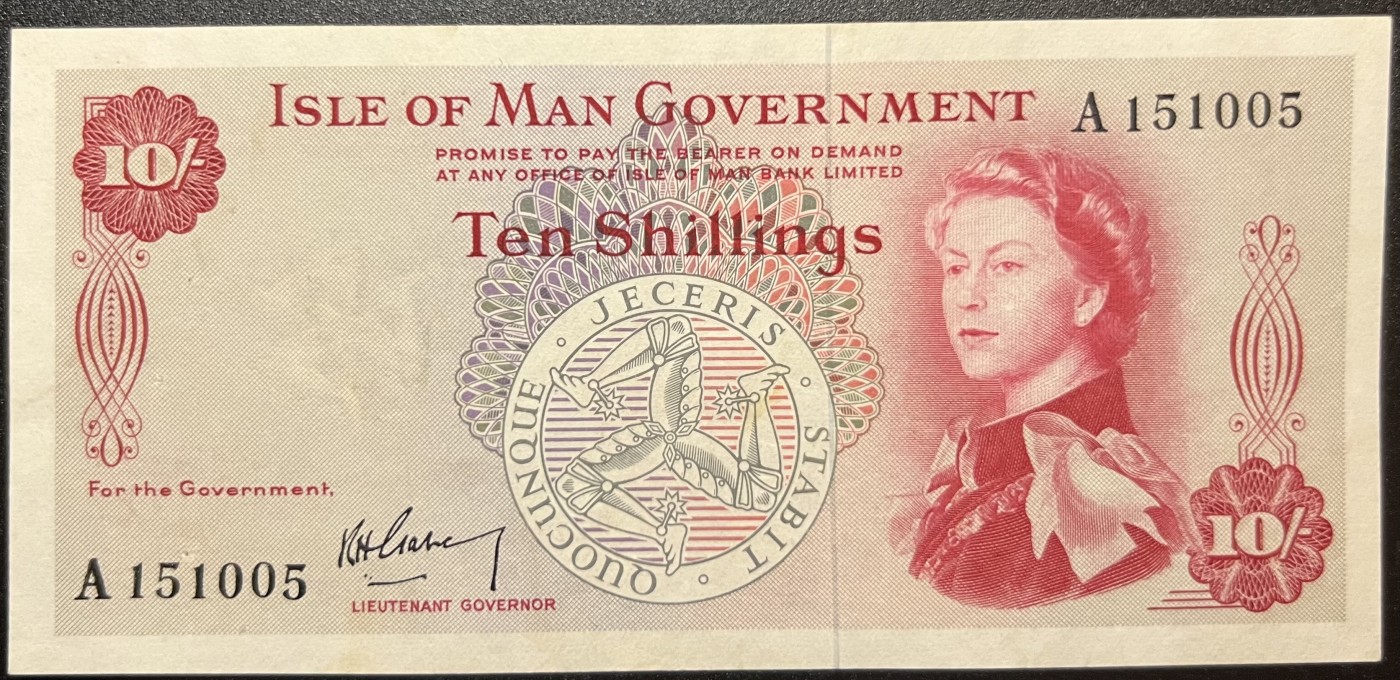 ISLE OF MAN GOVERNMENT
A 151005
10/-
PROMISE TO PAY THE BEARER ON DEMAND
AT ANY OFFICE OF ISLE OF MAN BANK LIMITED
Ten Shillings
QUOCUNQUE JECERIS STABIT
For the Government,
A 151005
LIEUTENANT GOVERNOR
10/-